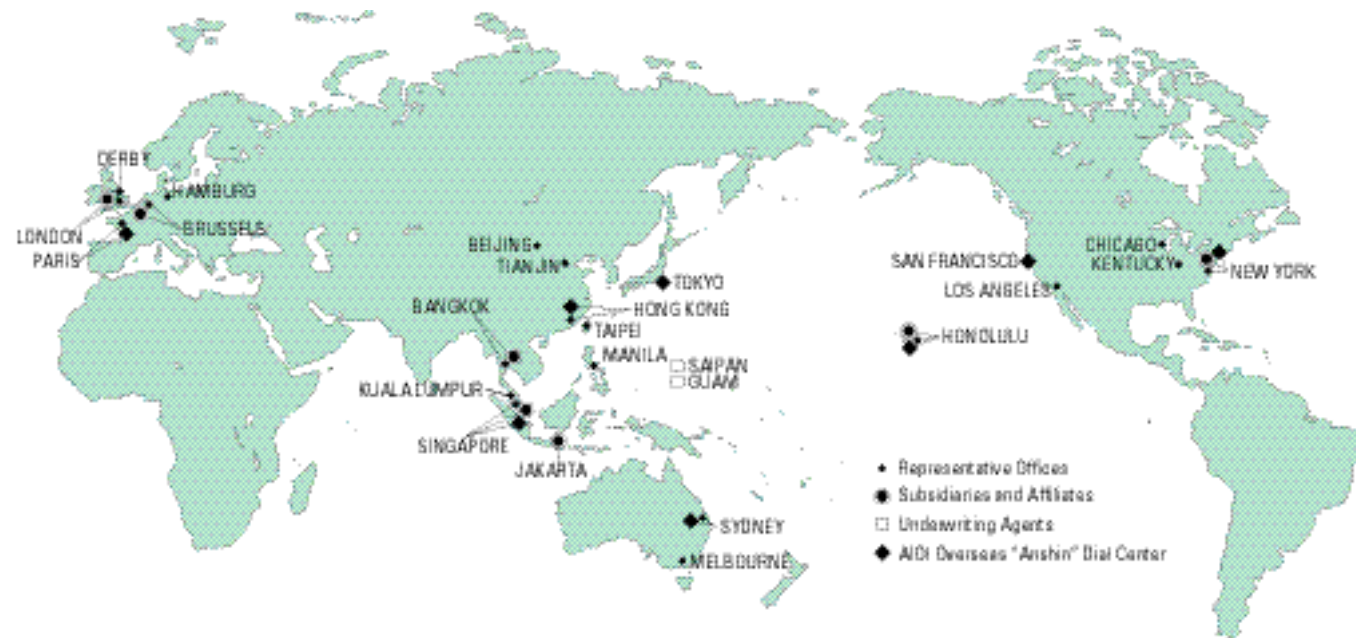 DERBY
HAMBURG
LONDON
BRUSSELS
PARIS
BEIJING
TIANJIN
TOKYO
BANGKOK
HONG KONG
TAIPEI
MANILA
SAIPAN
GUAM
KUALA LUMPUR
SINGAPORE
JAKARTA
SYDNEY
MELBOURNE
SAN FRANCISCO
LOS ANGELES
CHICAGO
KENTUCKY
NEW YORK
HONOLULU
Representative Offices
Subsidiaries and Affiliates
Underwriting Agents
AIOI Overseas "Anshin" Dial Center